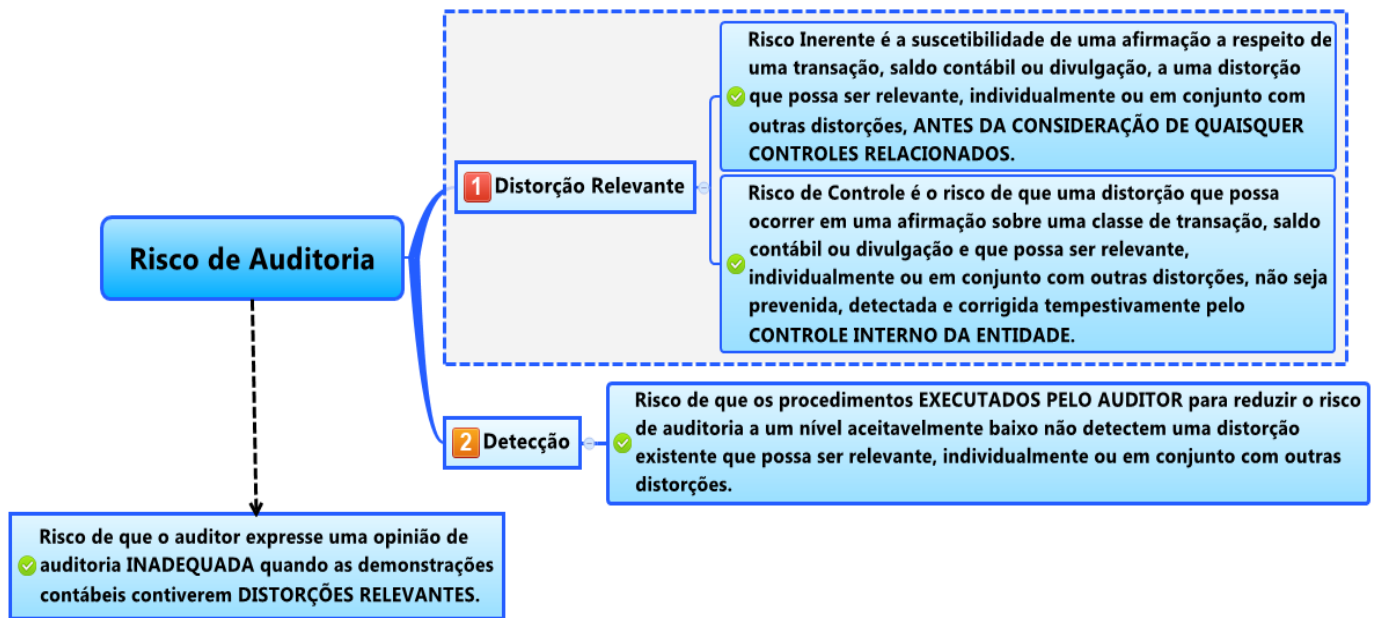 Risco de Auditoria
1 Distorção Relevante
Risco Inerente é a suscetibilidade de uma afirmação a respeito de
uma transação, saldo contábil ou divulgação, a uma distorção
que possa ser relevante, individualmente ou em conjunto com
outras distorções, ANTES DA CONSIDERAÇÃO DE QUAISQUER
CONTROLES RELACIONADOS.
Risco de Controle é o risco de que uma distorção que possa
ocorrer em uma afirmação sobre uma classe de transação, saldo
contábil ou divulgação e que possa ser relevante,
individualmente ou em conjunto com outras distorções, não seja
prevenida, detectada e corrigida tempestivamente pelo
CONTROLE INTERNO DA ENTIDADE.
2 Detecção
Risco de que os procedimentos EXECUTADOS PELO AUDITOR para reduzir o risco
de auditoria a um nível aceitavelmente baixo não detectem uma distorção
existente que possa ser relevante, individualmente ou em conjunto com outras
distorções.
Risco de que o auditor expresse uma opinião de
auditoria INADEQUADA quando as demonstrações
contábeis contiverem DISTORÇÕES RELEVANTES.